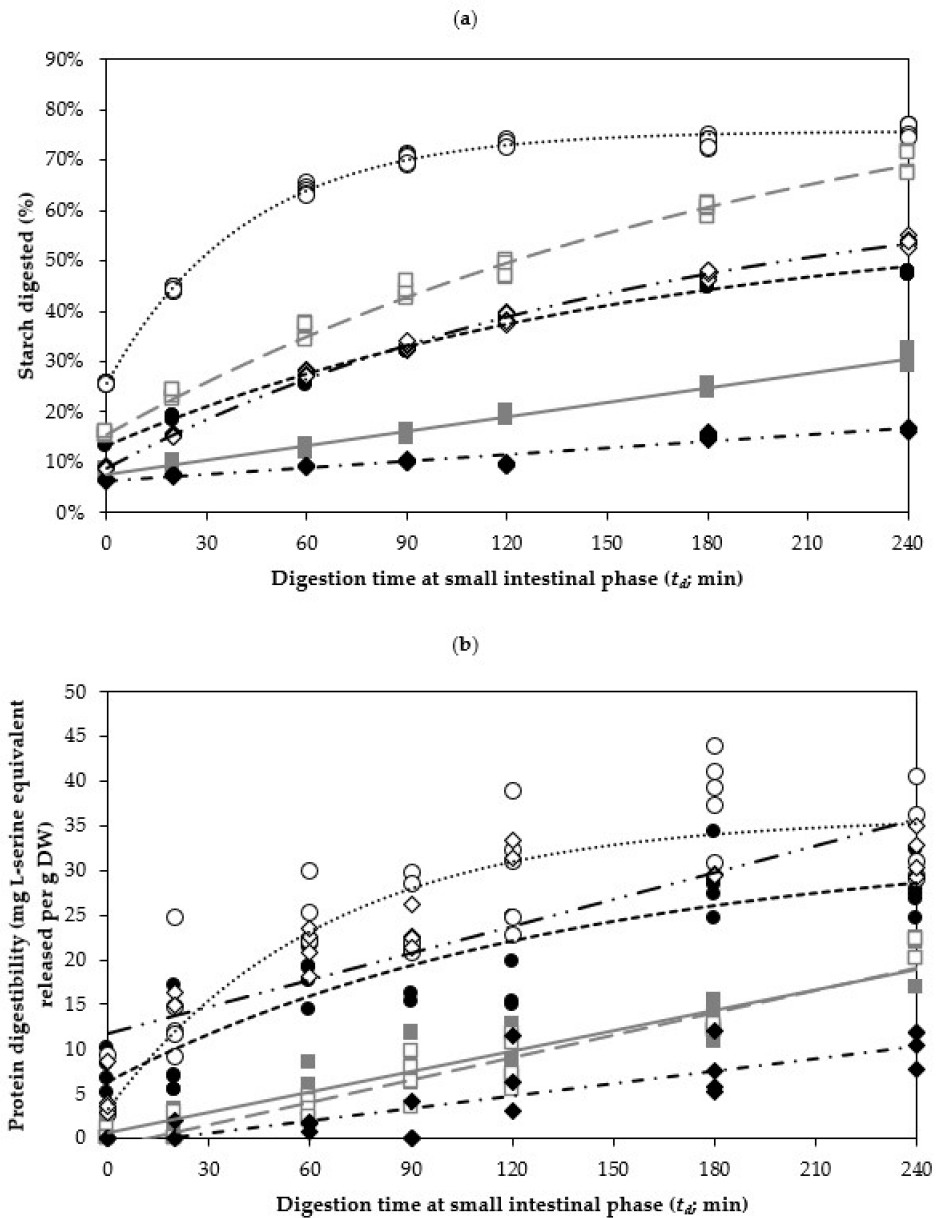 (a)
90%
80%
70%
60%
50%
40%
30%
20%
10%
0%
Starch digested (%)
0 30 60 90 120 150 180 210 240
Digestion time at small intestinal phase (td; min)
(b)
50
45
40
35
30
25
20
15
10
5
0
Protein digestibility (mg L-serine equivalent
released per g DW)
0 30 60 90 120 150 180 210 240
Digestion time at small intestinal phase (td; min)